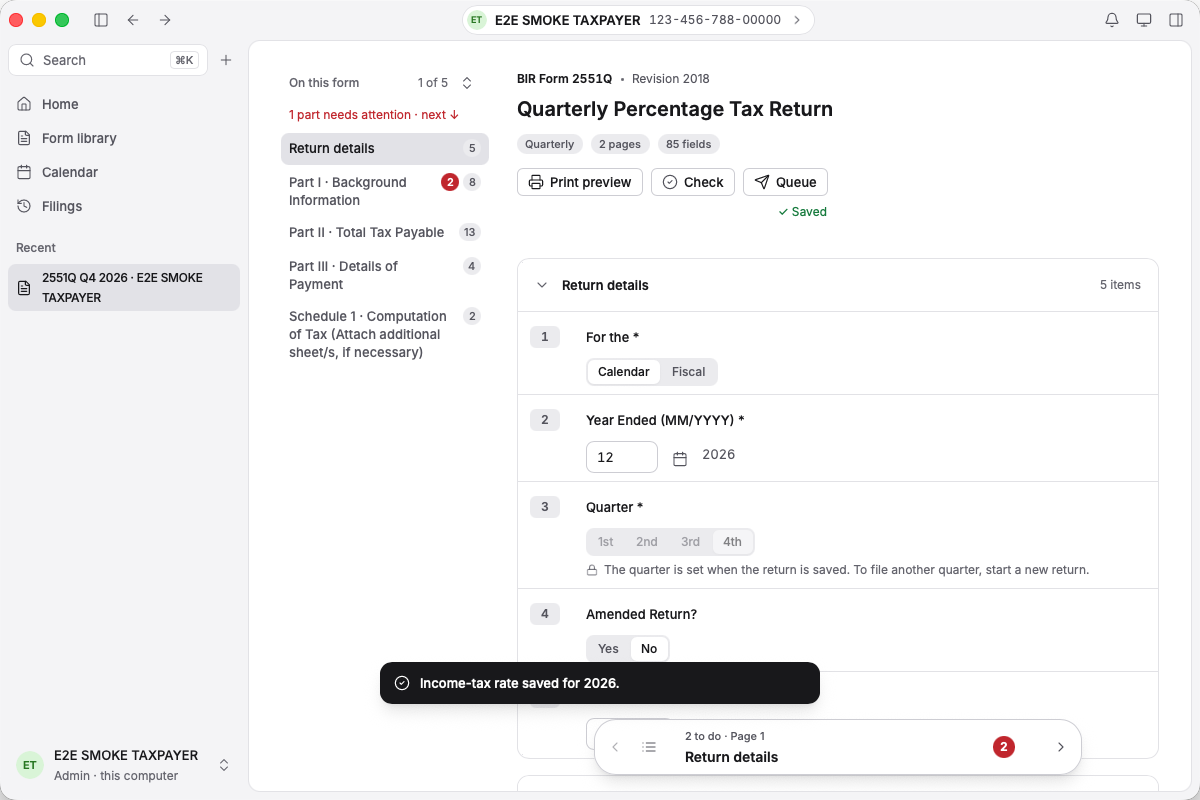 ET E2E SMOKE TAXPAYER 123-456-788-00000
Search ⌘K
Home
Form library
Calendar
Filings
Recent
2551Q Q4 2026 · E2E SMOKE
TAXPAYER
ET
E2E SMOKE TAXPAYER
Admin · this computer
On this form 1 of 5
1 part needs attention · next ↓
Return details 5
Part I · Background 2 8
Information
Part II · Total Tax Payable 13
Part III · Details of 4
Payment
Schedule 1 · Computation 2
of Tax (Attach additional
sheet/s, if necessary)
BIR Form 2551Q • Revision 2018
Quarterly Percentage Tax Return
Quarterly 2 pages 85 fields
Print preview Check Queue
✓ Saved
Return details 5 items
1 For the *
Calendar Fiscal
2 Year Ended (MM/YYYY) *
12 2026
3 Quarter *
1st 2nd 3rd 4th
The quarter is set when the return is saved. To file another quarter, start a new return.
4 Amended Return?
Yes No
Income-tax rate saved for 2026.
2 to do · Page 1
Return details 2